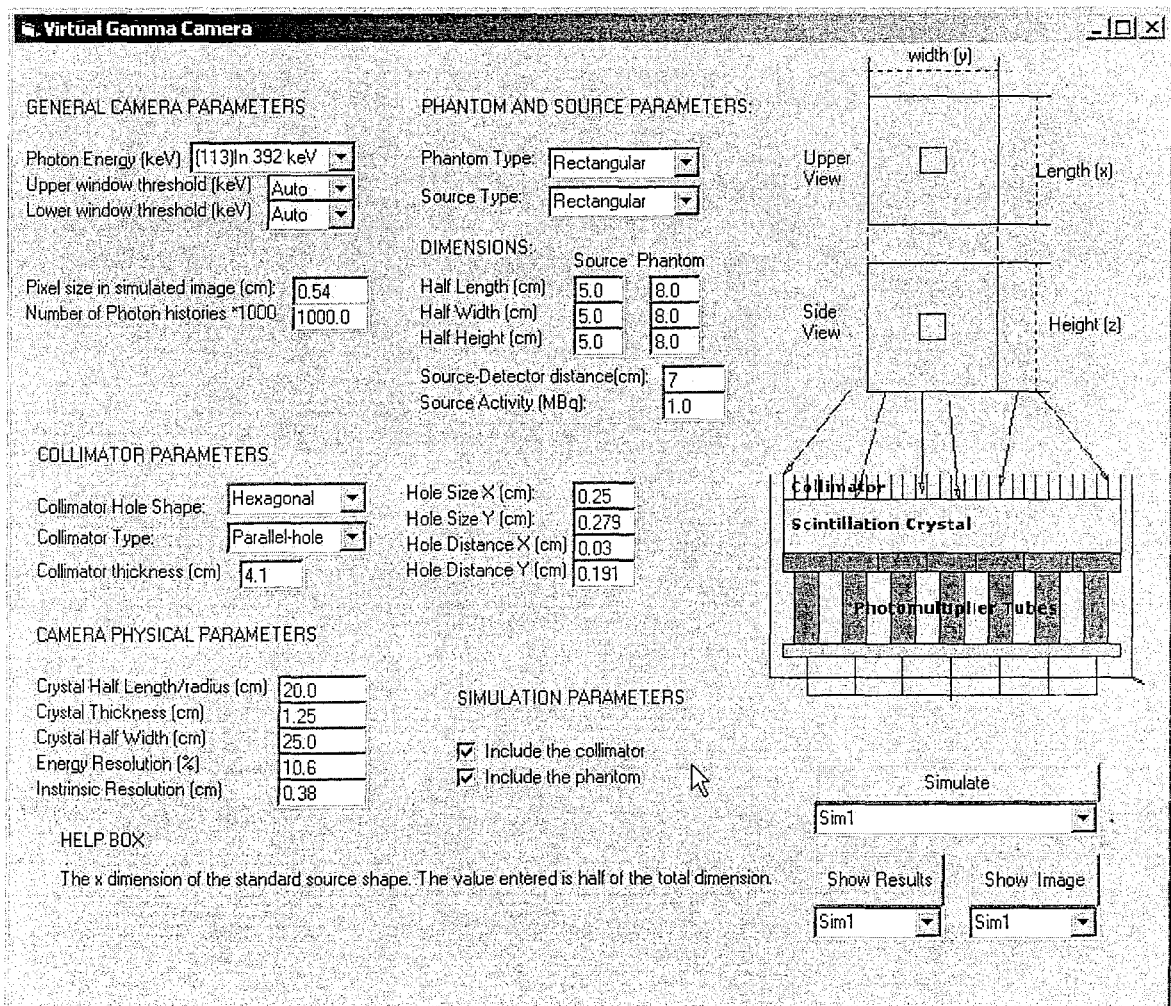 Virtual Gamma Camera
GENERAL CAMERA PARAMETERS
Photon Energy (keV) (113)In 392 keV
Upper window threshold (keV) Auto
Lower window threshold (keV) Auto
Pixel size in simulated image (cm): 0.54
Number of Photon histories *1000 1000.0
PHANTOM AND SOURCE PARAMETERS:
Phantom Type: Rectangular
Source Type: Rectangular
DIMENSIONS:
Source Phantom
Half Length (cm) 5.0 8.0
Half Width (cm) 5.0 8.0
Half Height (cm) 5.0 8.0
Source-Detector distance(cm): 7
Source Activity (MBq): 1.0
width (y)
Upper
View
Length (x)
Side
View
Height (z)
Collimator
Scintillation Crystal
Photomultiplier Tubes
COLLIMATOR PARAMETERS
Collimator Hole Shape: Hexagonal
Collimator Type: Parallel-hole
Collimator thickness (cm) 4.1
Hole Size X (cm): 0.25
Hole Size Y (cm): 0.279
Hole Distance X (cm) 0.03
Hole Distance Y (cm) 0.191
CAMERA PHYSICAL PARAMETERS
Crystal Half Length/radius (cm) 20.0
Crystal Thickness (cm) 1.25
Crystal Half Width (cm) 25.0
Energy Resolution (%) 10.6
Instrinsic Resolution (cm) 0.38
SIMULATION PARAMETERS
Include the collimator
Include the phantom
Simulate
Sim1
Show Results
Sim1
Show Image
Sim1
HELP BOX
The x dimension of the standard source shape. The value entered is half of the total dimension.